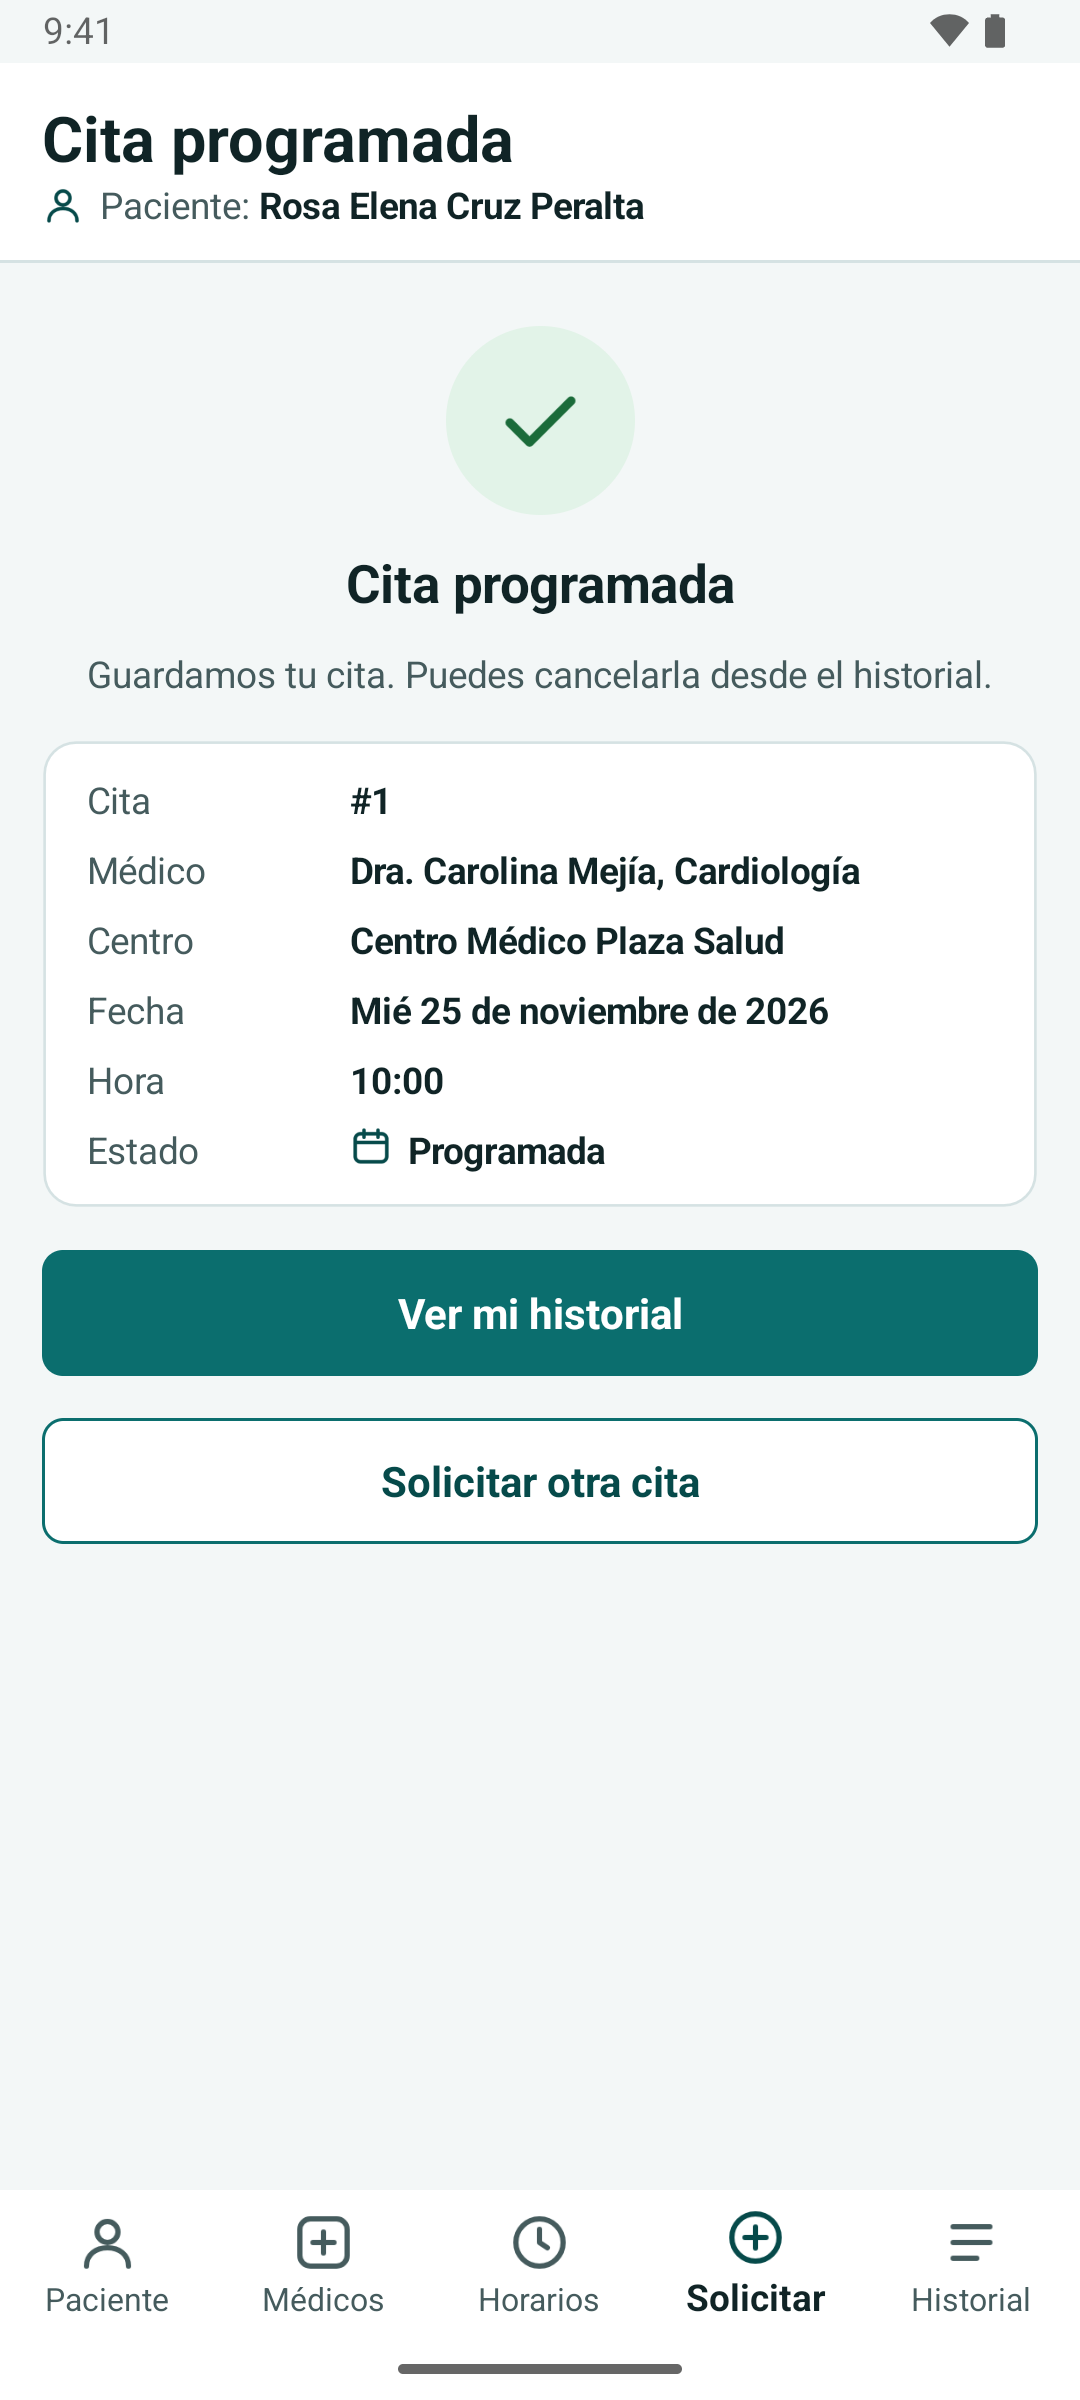 9:41
Cita programada
Paciente: Rosa Elena Cruz Peralta
Cita programada
Guardamos tu cita. Puedes cancelarla desde el historial.
Cita #1
Médico Dra. Carolina Mejía, Cardiología
Centro Centro Médico Plaza Salud
Fecha Mié 25 de noviembre de 2026
Hora 10:00
Estado Programada
Ver mi historial
Solicitar otra cita
Paciente Médicos Horarios Solicitar Historial